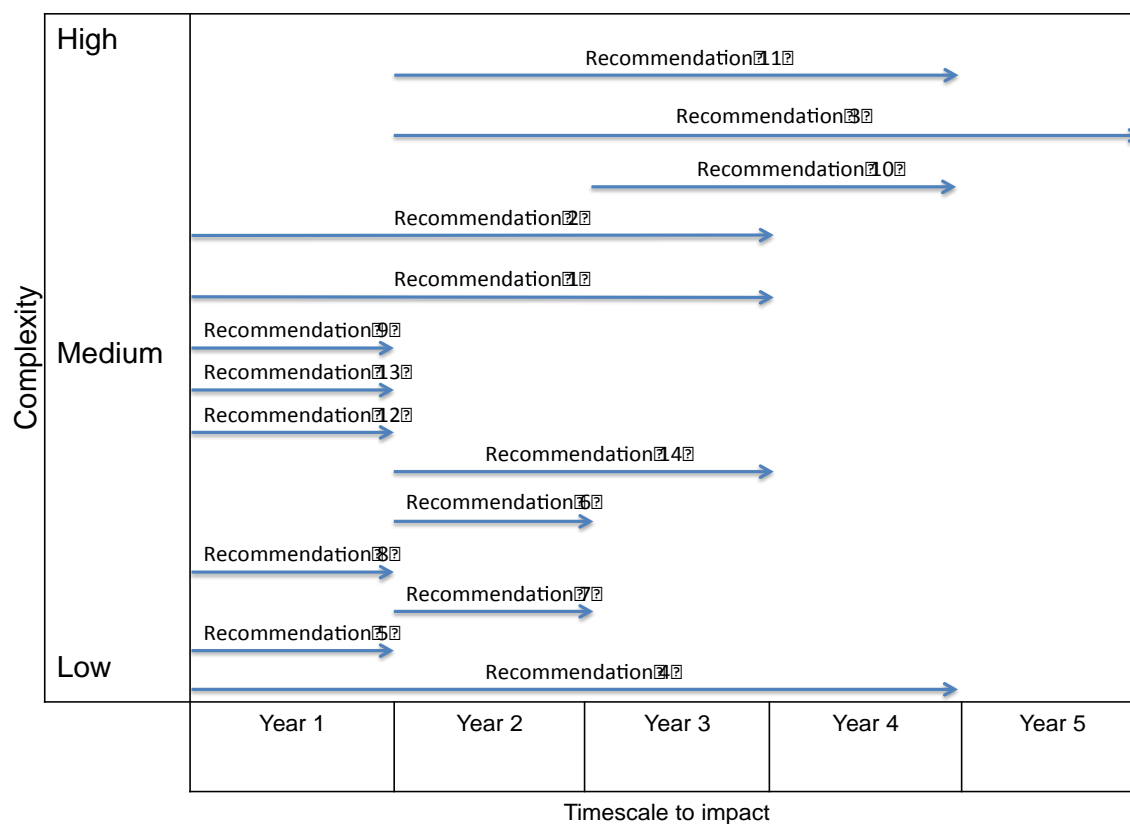 High
Recommendation 11
Recommendation 3
Recommendation 10
Recommendation 2
Recommendation 1
Complexity
Recommendation 9
Medium
Recommendation 13
Recommendation 12
Recommendation 14
Recommendation 6
Recommendation 8
Recommendation 7
Recommendation 5
Low
Recommendation 4
Year 1
Year 2
Year 3
Year 4
Year 5
Timescale to impact